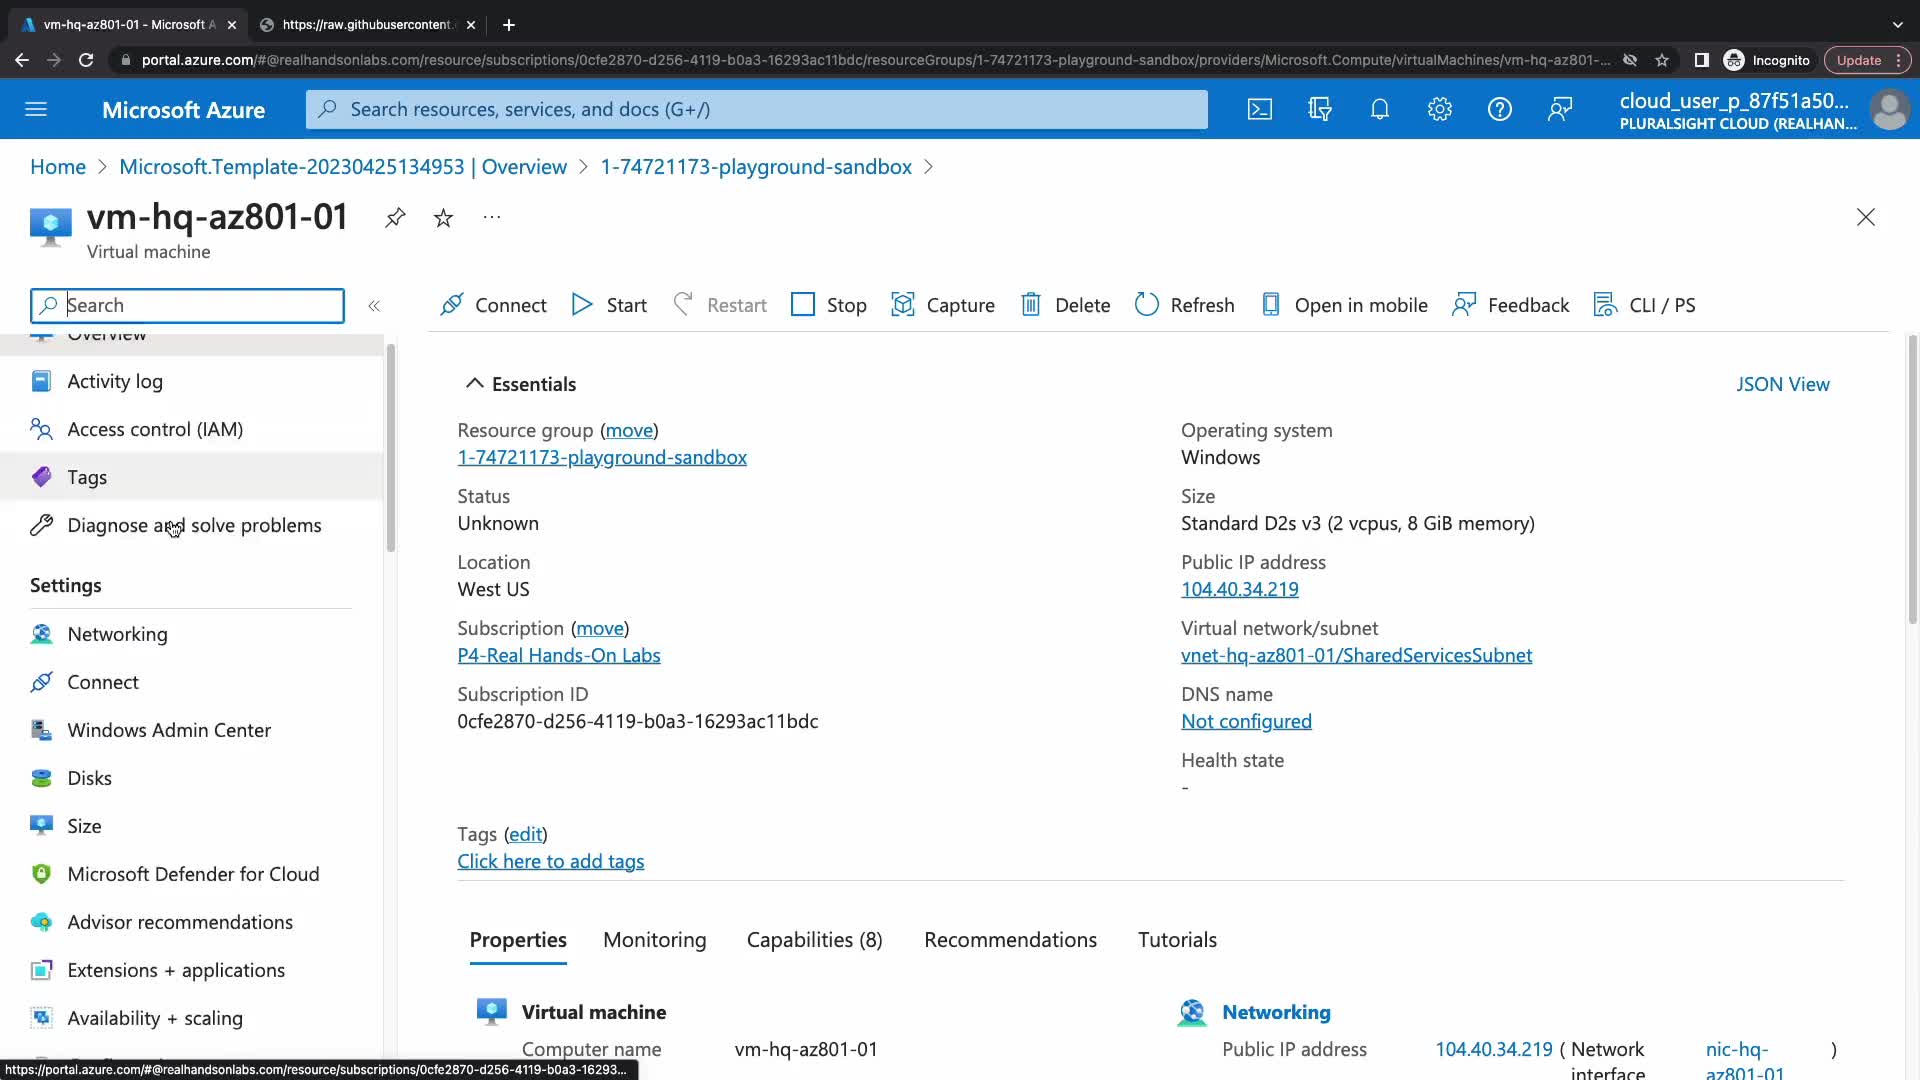 vm-hq-az801-01 - Microsoft A
https://raw.githubusercontent.
portal.azure.com/#@realhandsonlabs.com/resource/subscriptions/0cfe2870-d256-4119-b0a3-16293ac11bdc/resourceGroups/1-74721173-playground-sandbox/providers/Microsoft.Compute/virtualMachines/vm-hq-az801-...
Incognito
Update
Microsoft Azure
Search resources, services, and docs (G+/)
cloud_user_p_87f51a50...
PLURALSIGHT CLOUD (REALHAN...
Home > Microsoft.Template-20230425134953 | Overview > 1-74721173-playground-sandbox >
vm-hq-az801-01
Virtual machine
Search
Connect
Start
Restart
Stop
Capture
Delete
Refresh
Open in mobile
Feedback
CLI / PS
Overview
Activity log
Access control (IAM)
Tags
Diagnose and solve problems
Settings
Networking
Connect
Windows Admin Center
Disks
Size
Microsoft Defender for Cloud
Advisor recommendations
Extensions + applications
Availability + scaling
Essentials
JSON View
Resource group (move)
1-74721173-playground-sandbox
Status
Unknown
Location
West US
Subscription (move)
P4-Real Hands-On Labs
Subscription ID
0cfe2870-d256-4119-b0a3-16293ac11bdc
Operating system
Windows
Size
Standard D2s v3 (2 vcpus, 8 GiB memory)
Public IP address
104.40.34.219
Virtual network/subnet
vnet-hq-az801-01/SharedServicesSubnet
DNS name
Not configured
Health state
-
Tags (edit)
Click here to add tags
Properties
Monitoring
Capabilities (8)
Recommendations
Tutorials
Virtual machine
Computer name
vm-hq-az801-01
Networking
Public IP address
104.40.34.219 ( Network interface
nic-hq-az801-01
)
https://portal.azure.com/#@realhandsonlabs.com/resource/subscriptions/0cfe2870-d256-4119-b0a3-16293...